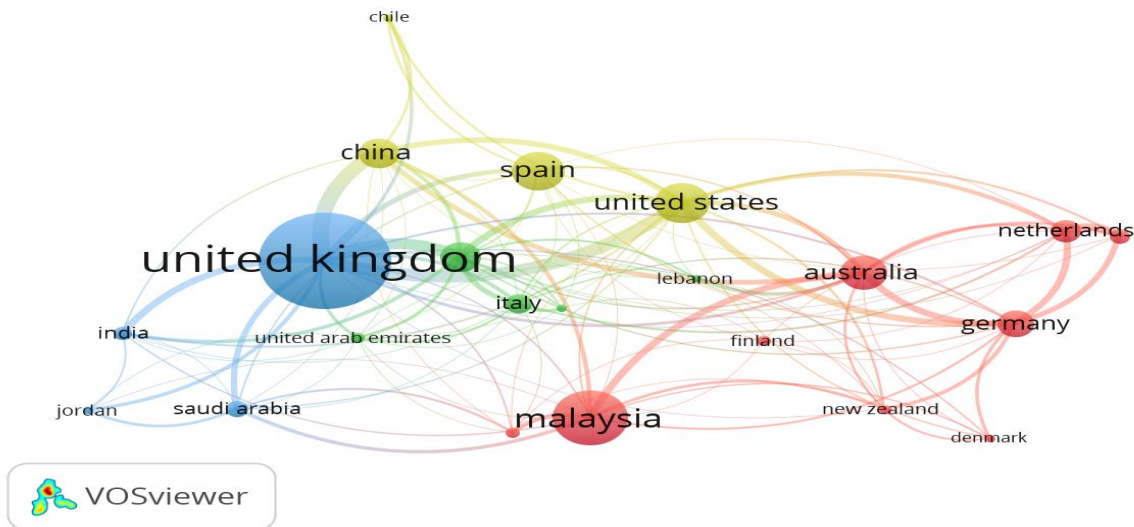 chile
china
spain
united states
netherlands
united kingdom
australia
lebanon
italy
germany
india
united arab emirates
finland
jordan
saudi arabia
malaysia
new zealand
denmark
VOSviewer